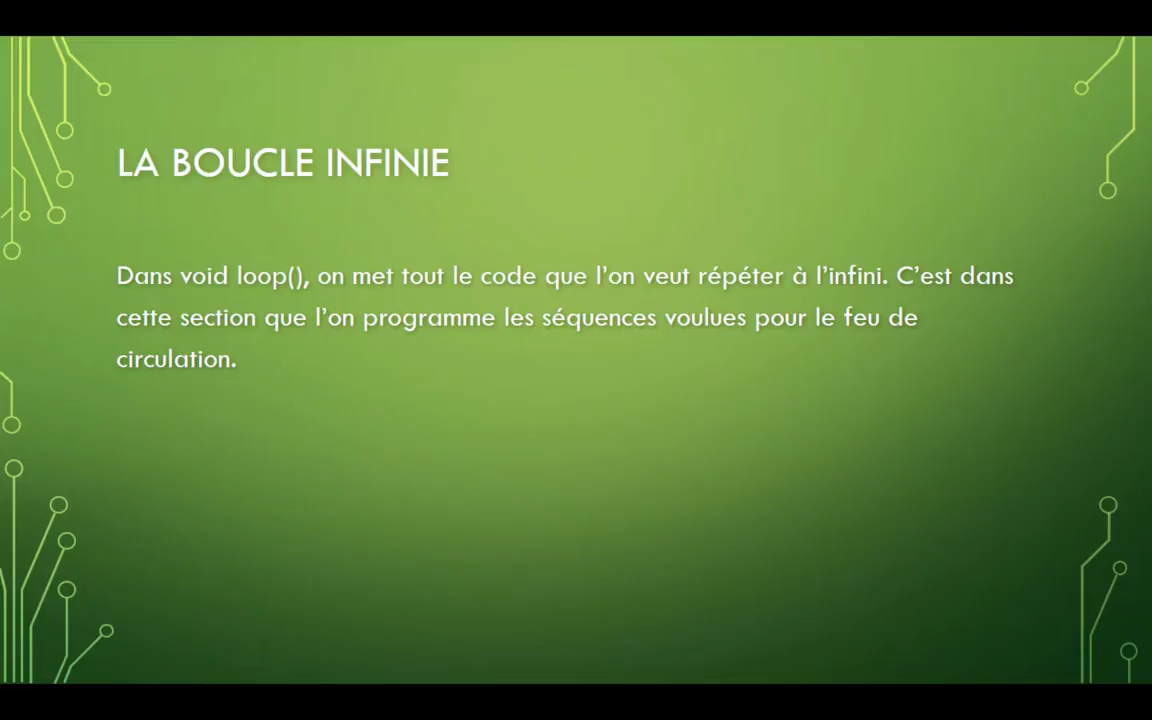 LA BOUCLE INFINIE
Dans void loop(), on met tout le code que l’on veut répéter à l’infini. C’est dans
cette section que l’on programme les séquences voulues pour le feu de
circulation.